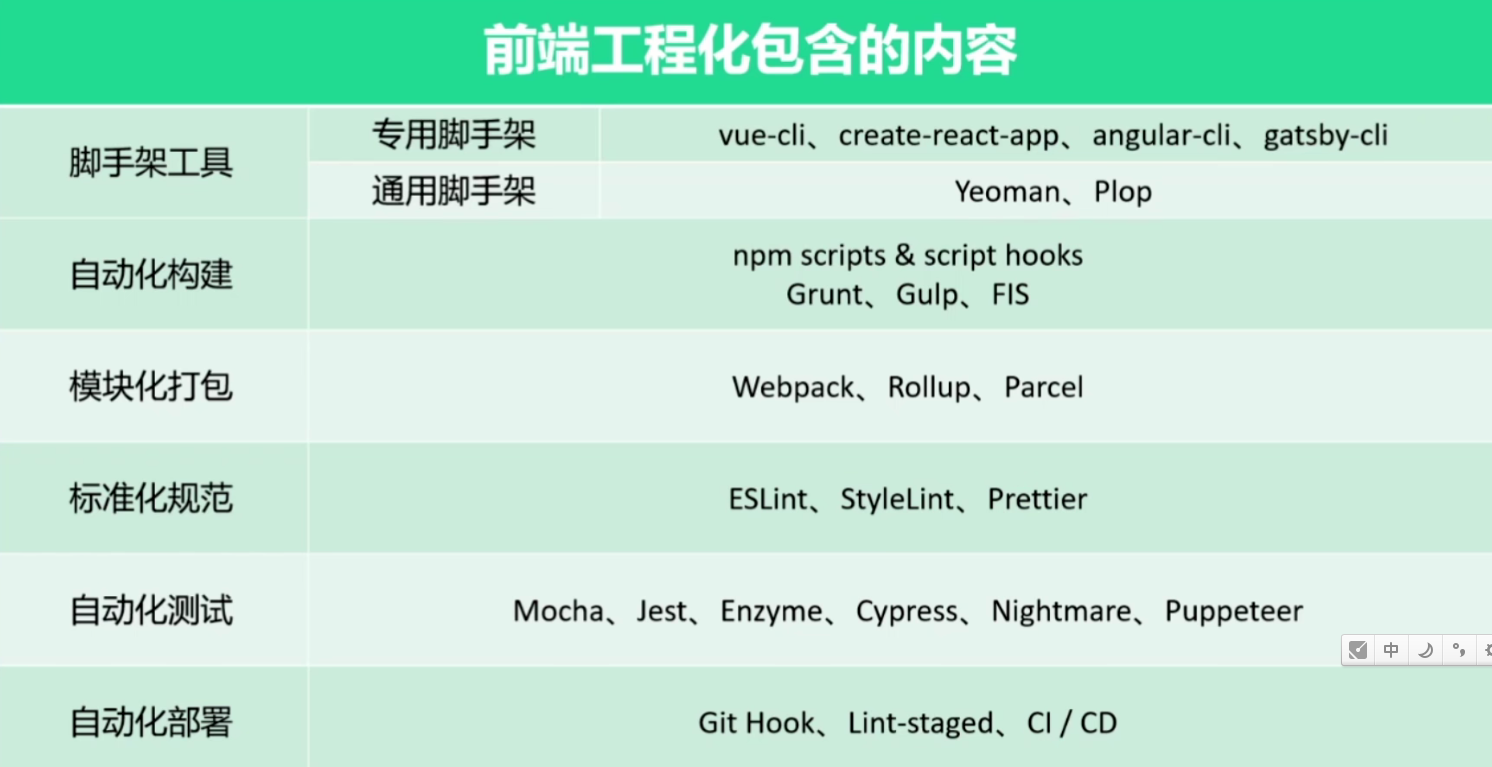 前端工程化包含的内容
脚手架工具
专用脚手架
vue-cli、create-react-app、angular-cli、gatsby-cli
通用脚手架
Yeoman、Plop
自动化构建
npm scripts & script hooks
Grunt、Gulp、FIS
模块化打包
Webpack、Rollup、Parcel
标准化规范
ESLint、StyleLint、Prettier
自动化测试
Mocha、Jest、Enzyme、Cypress、Nightmare、Puppeteer
中
自动化部署
Git Hook、Lint-staged、CI / CD